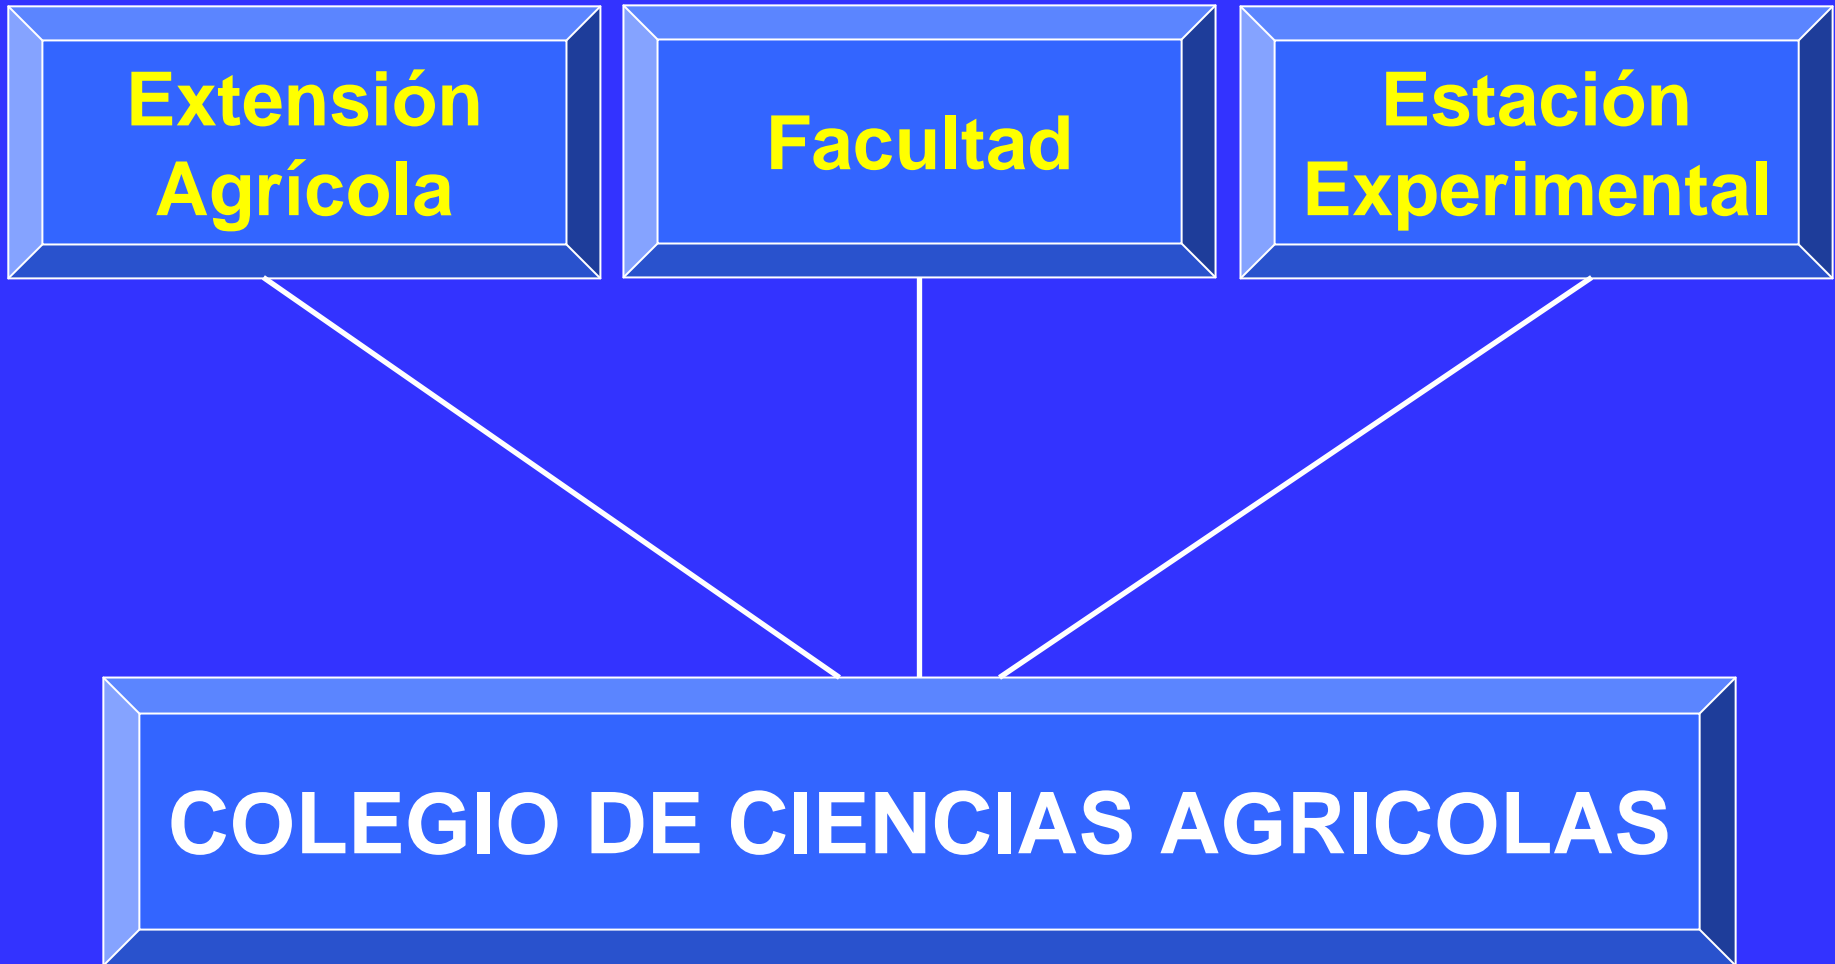 Extensión
Agrícola
Facultad
Estación
Experimental
COLEGIO DE CIENCIAS AGRICOLAS